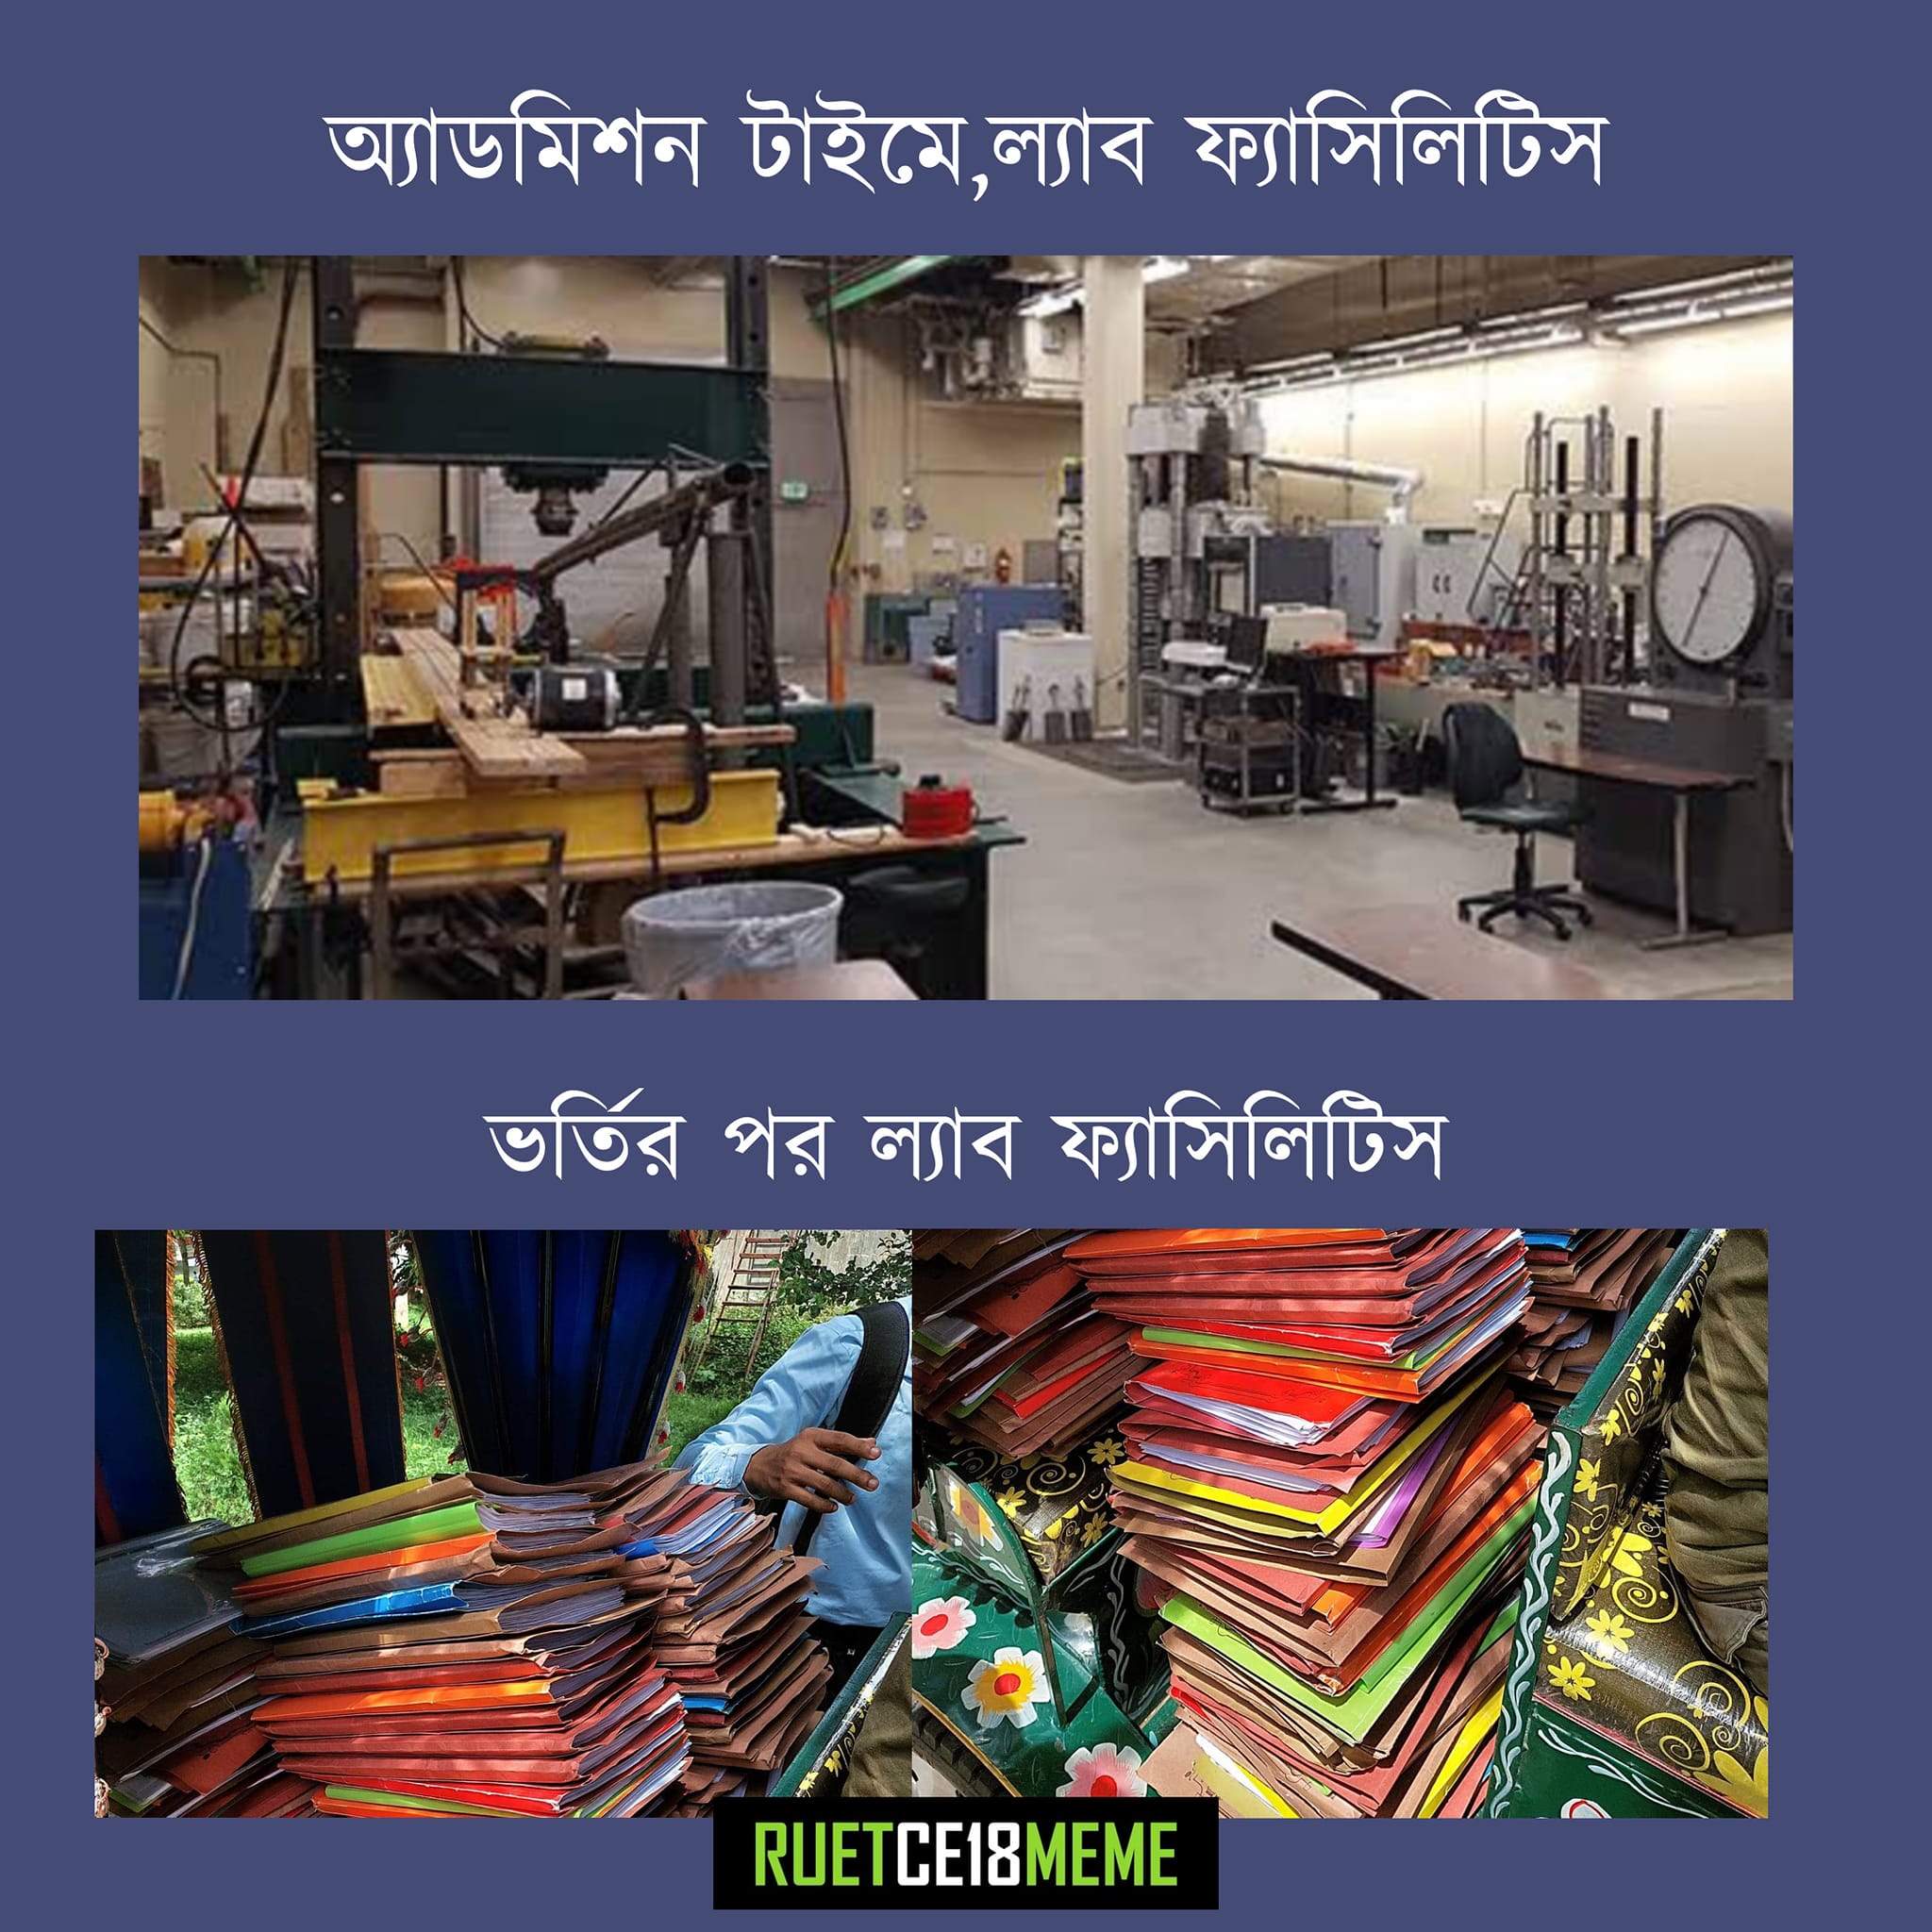 অ্যাডমিশন টাইমে,ল্যাব ফ্যাসিলিটিস
ভর্তির পর ল্যাব ফ্যাসিলিটিস
RUETCE18MEME